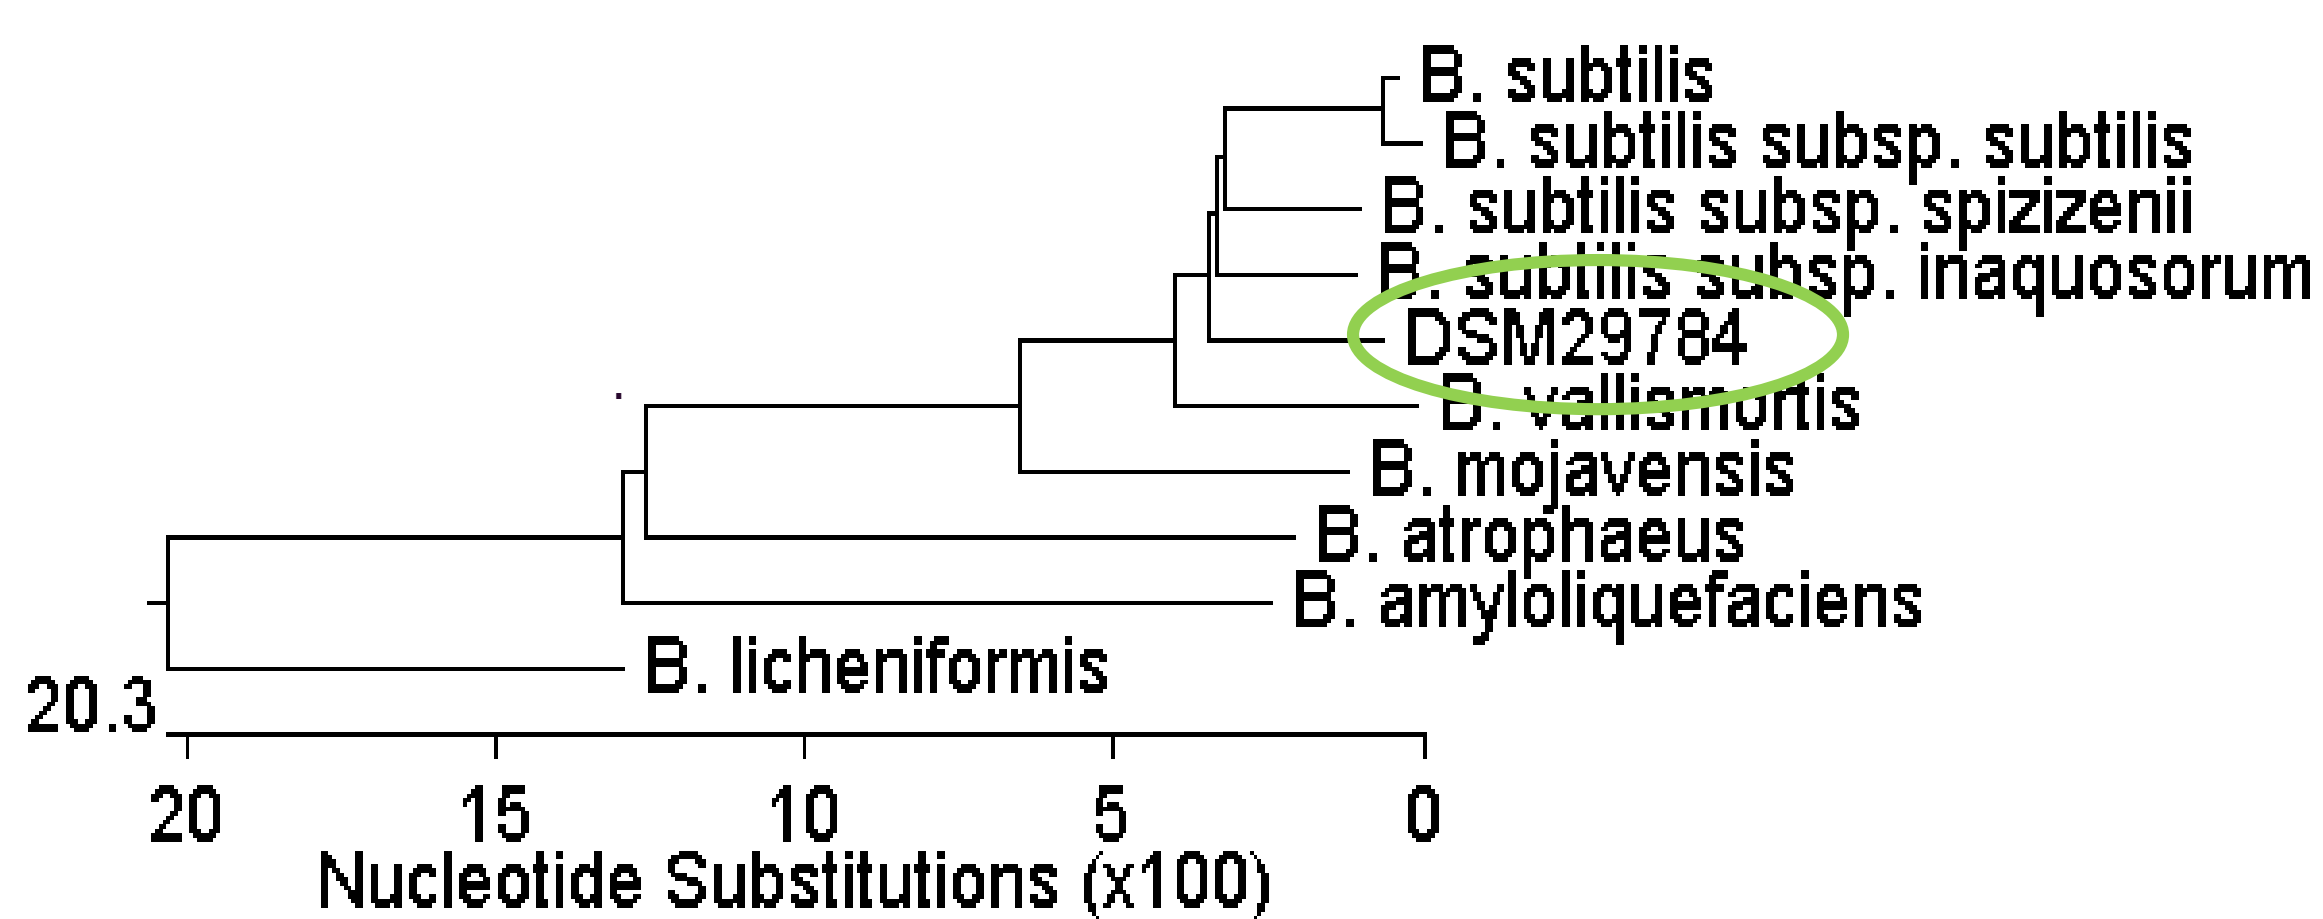 B. subtilis
B. subtilis subsp. subtilis
B. subtilis subsp. spizizenii
B. subtilis subsp. inaquosorum
DSM29784
B. vallismortis
B. mojavensis
B. atrophaeus
B. amyloliquefaciens
B. licheniformis
20.3
20 15 10 5 0
Nucleotide Substitutions (x100)